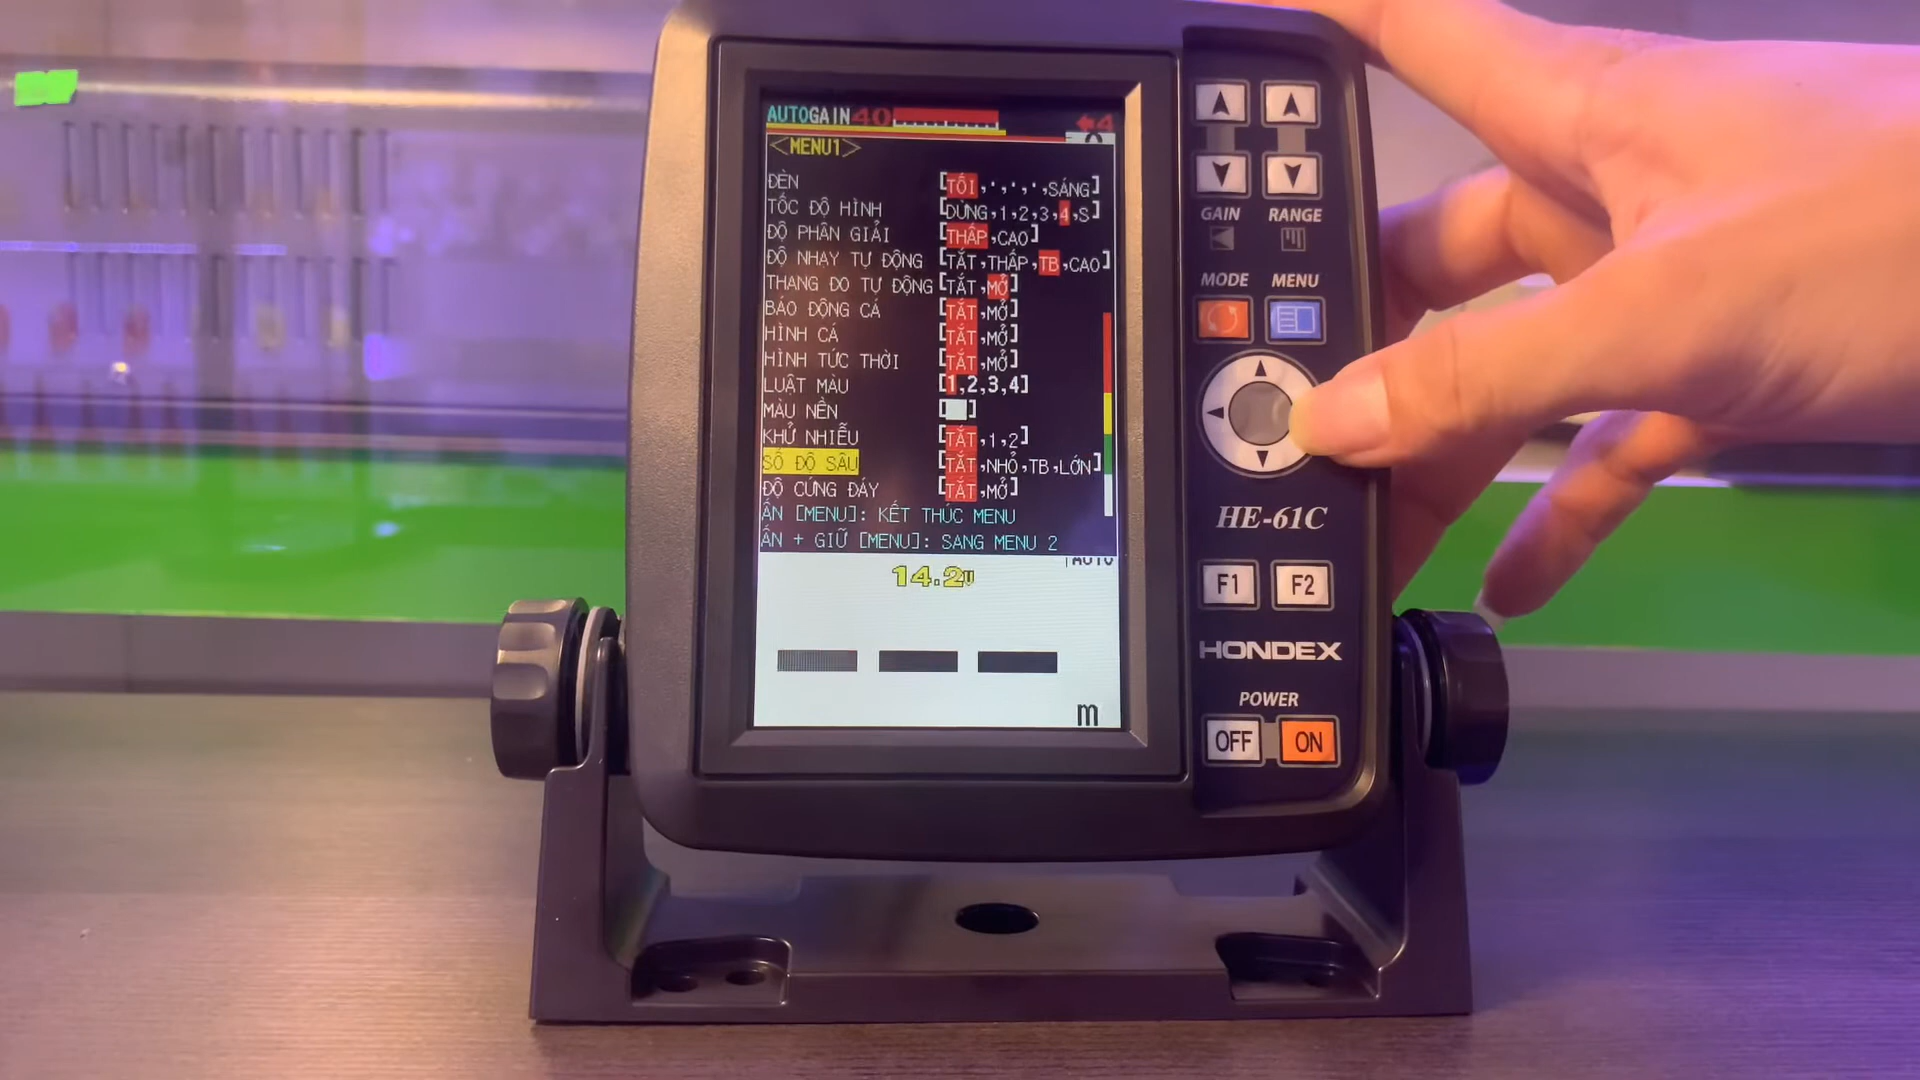 AUTOGAIN 40 4
<MENU1>
ĐÈN [TỐI,·,·,·,SÁNG]
TỐC ĐỘ HÌNH [DỪNG,1,2,3,4,S]
ĐỘ PHÂN GIẢI [THẤP,CAO]
ĐỘ NHẠY TỰ ĐỘNG [TẮT,THẤP,TB,CAO]
THANG ĐO TỰ ĐỘNG [TẮT,MỞ]
BÁO ĐỘNG CÁ [TẮT,MỞ]
HÌNH CÁ [TẮT,MỞ]
HÌNH TỨC THỜI [TẮT,MỞ]
LUẬT MÀU [1,2,3,4]
MÀU NỀN [ ]
KHỬ NHIỄU [TẮT,1,2]
SỐ ĐỘ SÂU [TẮT,NHỎ,TB,LỚN]
ĐỘ CỨNG ĐÁY [TẮT,MỞ]
ẤN [MENU]: KẾT THÚC MENU
ẤN + GIỮ [MENU]: SANG MENU 2
AUTO
14.2V
m
GAIN RANGE
MODE MENU
HE-61C
F1 F2
HONDEX
POWER
OFF ON